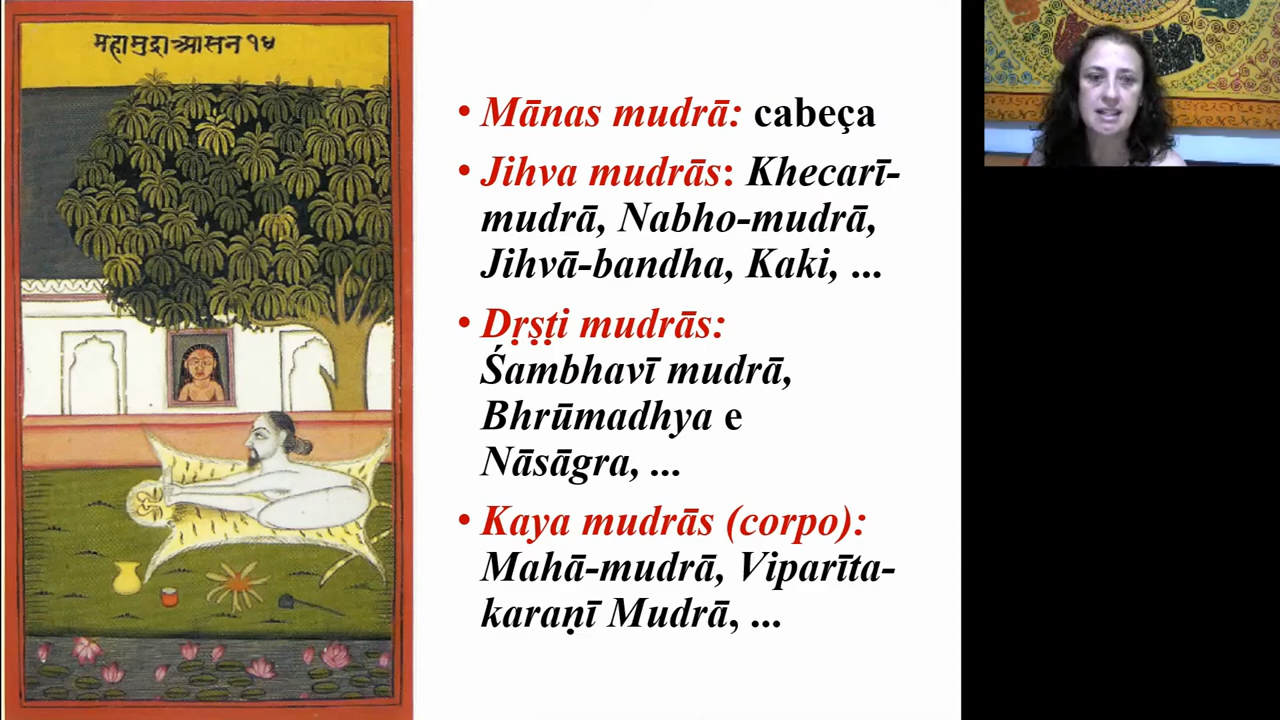 महामुद्राआसन १४
• Mānas mudrā: cabeça
• Jihva mudrās: Khecarī-
mudrā, Nabho-mudrā,
Jihvā-bandha, Kaki, ...
• Dṛṣṭi mudrās:
Śambhavī mudrā,
Bhrūmadhya e
Nāsāgra, ...
• Kaya mudrās (corpo):
Mahā-mudrā, Viparīta-
karaṇī Mudrā, ...